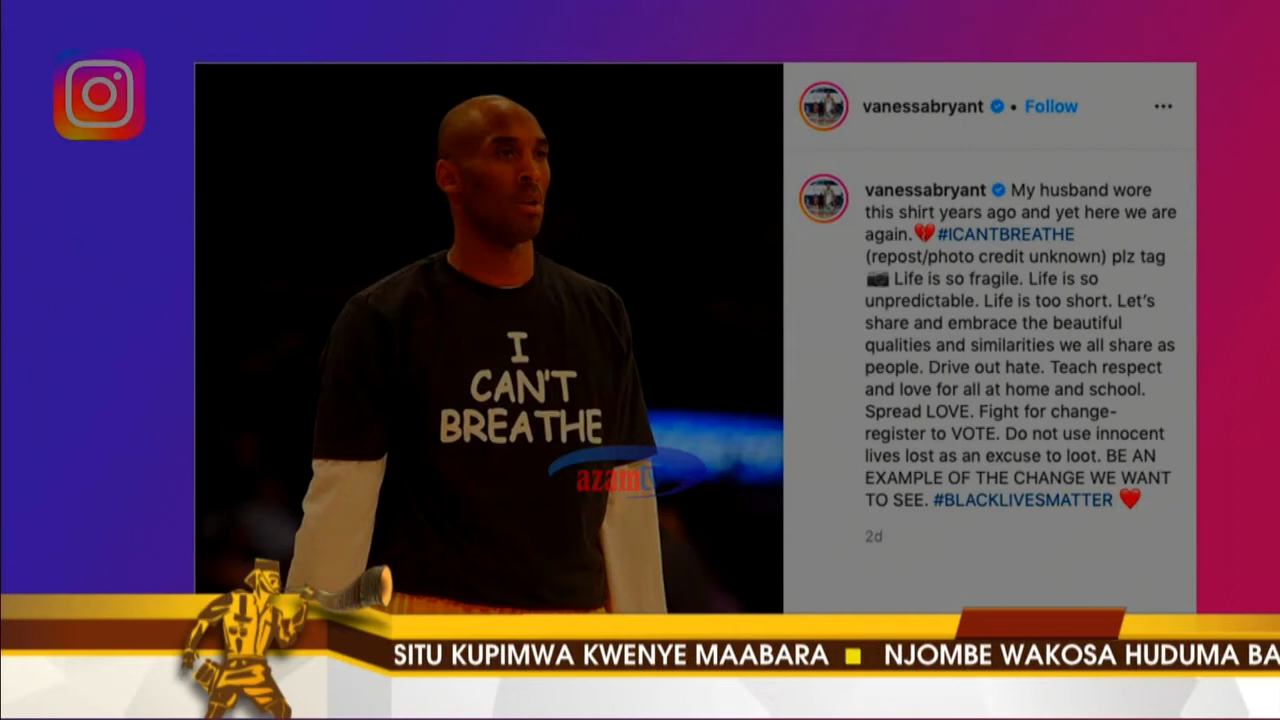 vanessabryant • Follow
vanessabryant My husband wore
this shirt years ago and yet here we are
again.💔#ICANTBREATHE
(repost/photo credit unknown) plz tag
📷 Life is so fragile. Life is so
unpredictable. Life is too short. Let's
share and embrace the beautiful
qualities and similarities we all share as
people. Drive out hate. Teach respect
and love for all at home and school.
Spread LOVE. Fight for change-
register to VOTE. Do not use innocent
lives lost as an excuse to loot. BE AN
EXAMPLE OF THE CHANGE WE WANT
TO SEE. #BLACKLIVESMATTER ❤️
2d
I
CAN'T
BREATHE
azam
SITU KUPIMWA KWENYE MAABARA ■ NJOMBE WAKOSA HUDUMA BA